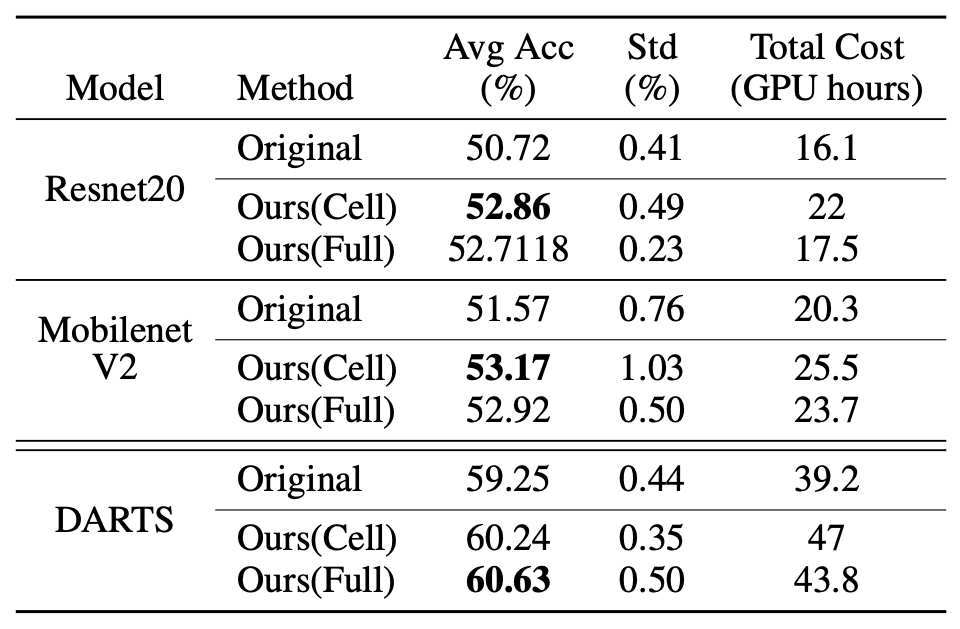 Model Method Avg Acc (%) Std (%) Total Cost (GPU hours)
Resnet20 Original 50.72 0.41 16.1
Ours(Cell) 52.86 0.49 22
Ours(Full) 52.7118 0.23 17.5
Mobilenet V2 Original 51.57 0.76 20.3
Ours(Cell) 53.17 1.03 25.5
Ours(Full) 52.92 0.50 23.7
DARTS Original 59.25 0.44 39.2
Ours(Cell) 60.24 0.35 47
Ours(Full) 60.63 0.50 43.8